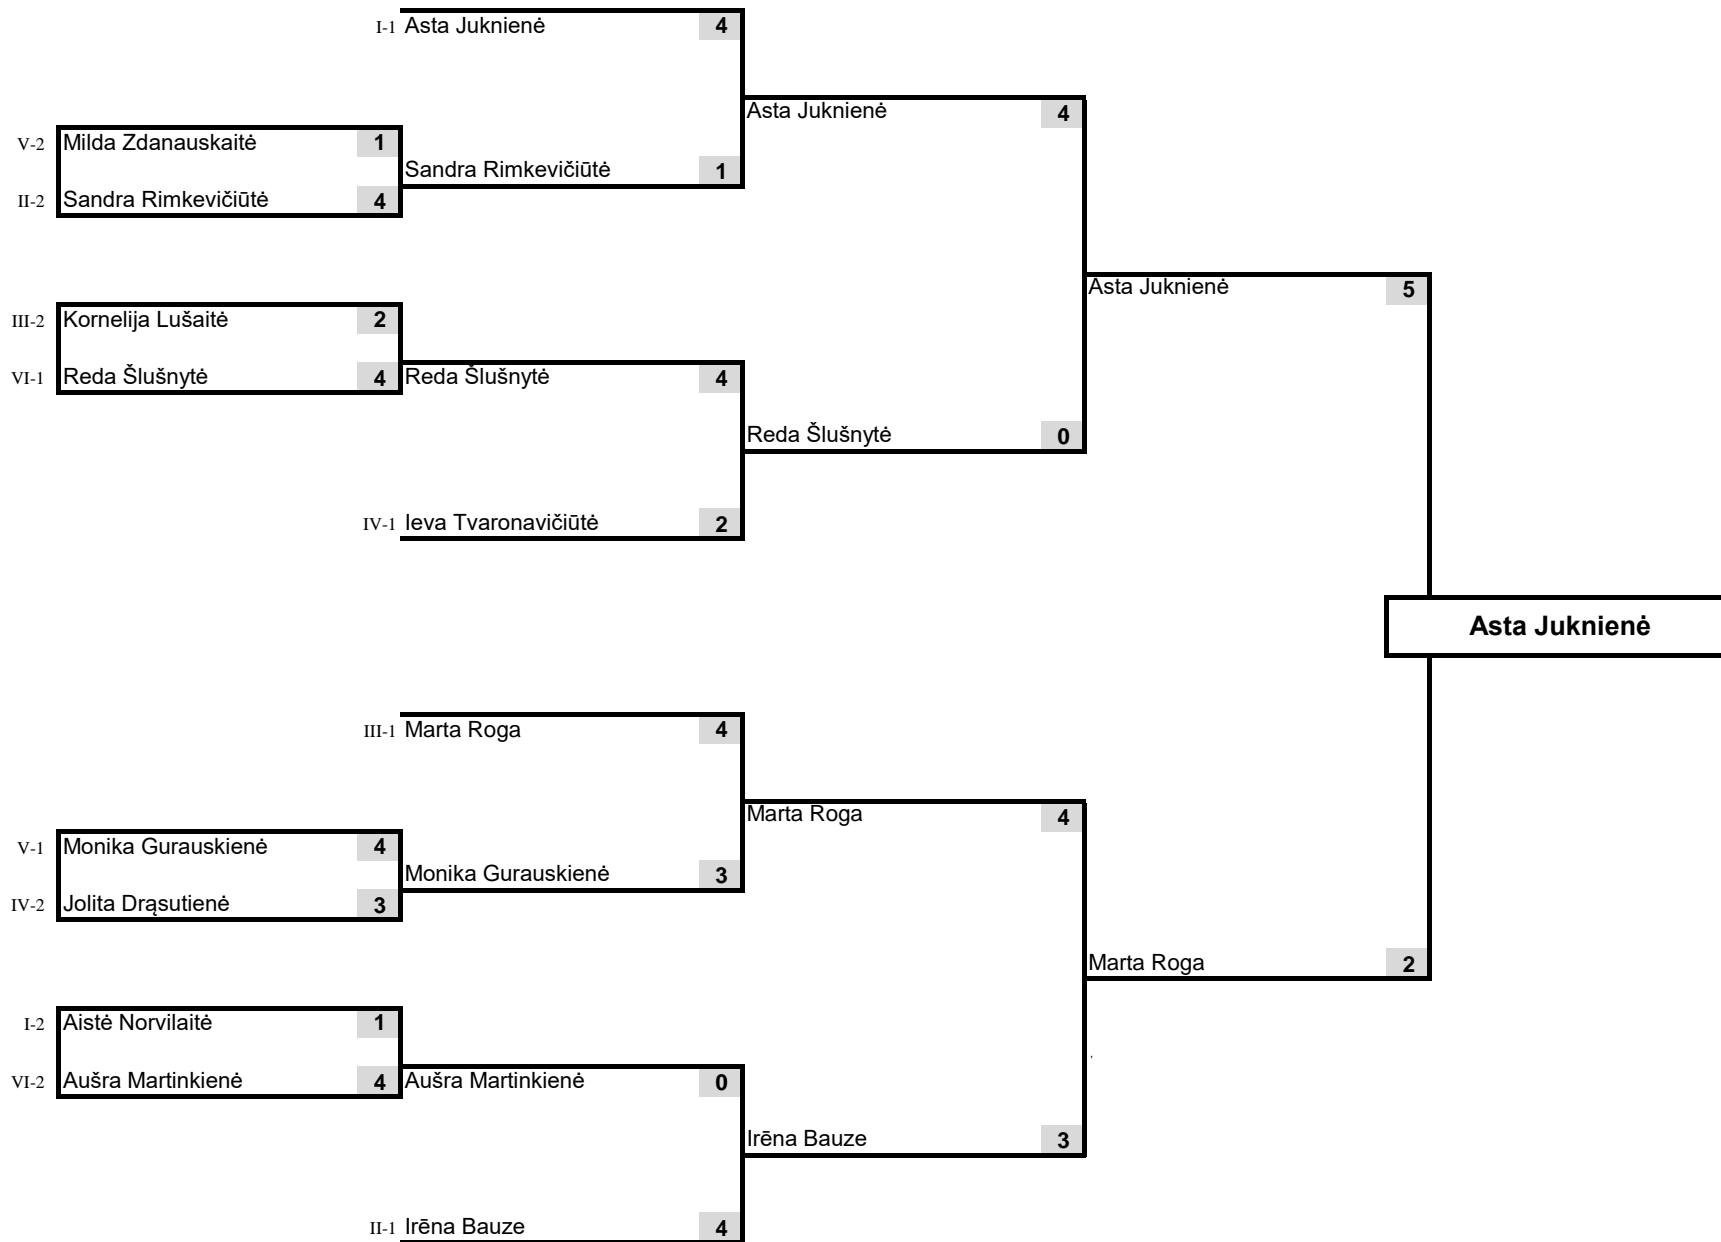 I-1 Asta Juknienė 4
Asta Juknienė 4
V-2 Milda Zdanauskaitė 1
Sandra Rimkevičiūtė 1
II-2 Sandra Rimkevičiūtė 4
Asta Juknienė 5
III-2 Kornelija Lušaitė 2
VI-1 Reda Šlušnytė 4 Reda Šlušnytė 4
Reda Šlušnytė 0
IV-1 Ieva Tvaronavičiūtė 2
Asta Juknienė
III-1 Marta Roga 4
Marta Roga 4
V-1 Monika Gurauskienė 4
Monika Gurauskienė 3
IV-2 Jolita Drąsutienė 3
Marta Roga 2
I-2 Aistė Norvilaitė 1
VI-2 Aušra Martinkienė 4 Aušra Martinkienė 0
Irēna Bauze 3
II-1 Irēna Bauze 4